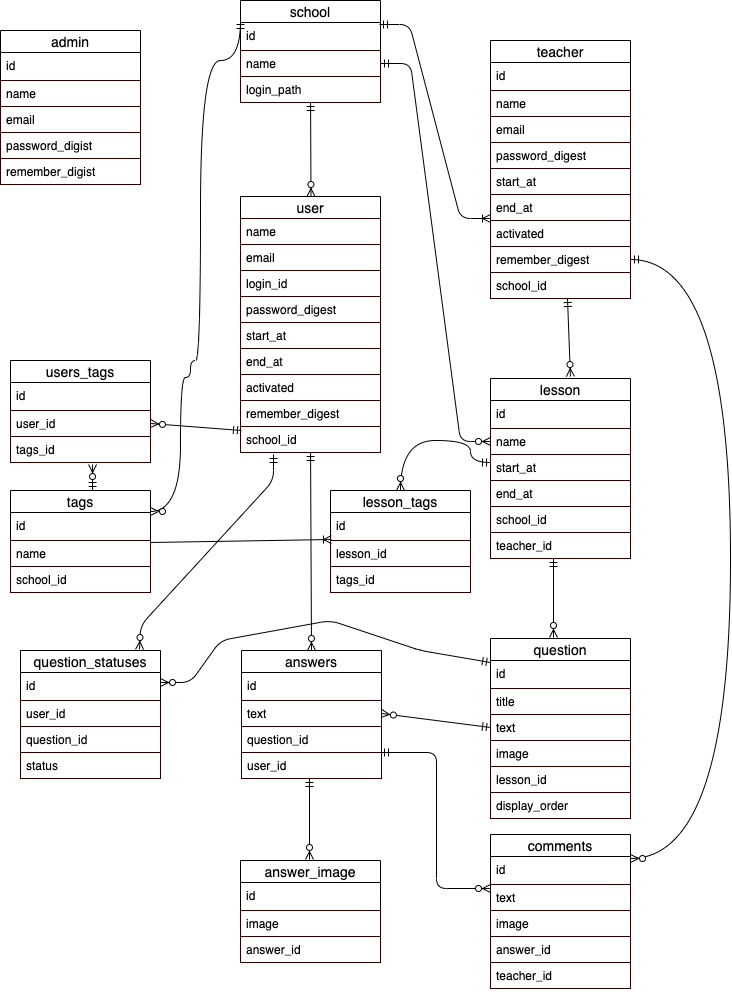 school
id
name
login_path
admin
id
name
email
password_digist
remember_digist
teacher
id
name
email
password_digest
start_at
end_at
activated
remember_digest
school_id
user
name
email
login_id
password_digest
start_at
end_at
activated
remember_digest
school_id
users_tags
id
user_id
tags_id
lesson
id
name
start_at
end_at
school_id
teacher_id
tags
id
name
school_id
lesson_tags
id
lesson_id
tags_id
question_statuses
id
user_id
question_id
status
answers
id
text
question_id
user_id
question
id
title
text
image
lesson_id
display_order
answer_image
id
image
answer_id
comments
id
text
image
answer_id
teacher_id